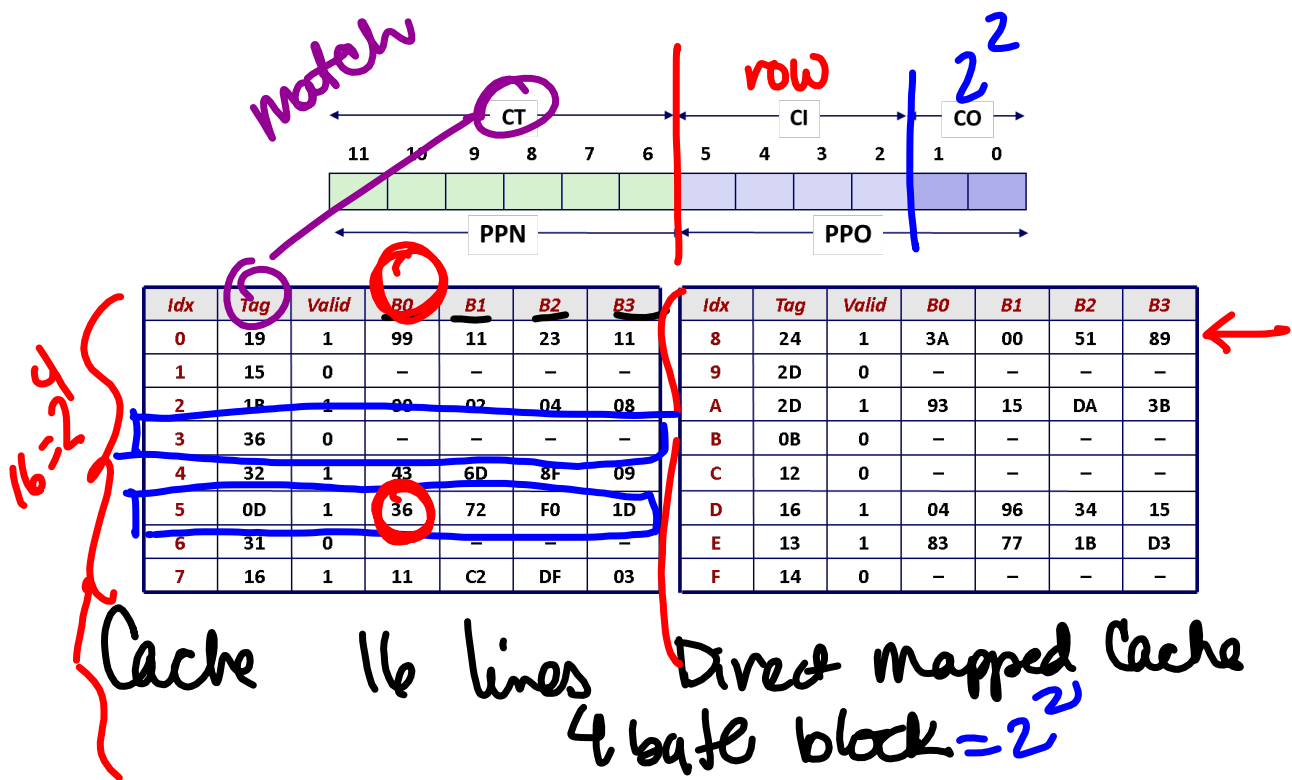 match
row
2²
CT CI CO
11 10 9 8 7 6 5 4 3 2 1 0
PPN PPO
16=2⁴
Idx Tag Valid B0 B1 B2 B3 Idx Tag Valid B0 B1 B2 B3
0 19 1 99 11 23 11 8 24 1 3A 00 51 89
1 15 0 – – – – 9 2D 0 – – – –
2 1B 1 00 02 04 08 A 2D 1 93 15 DA 3B
3 36 0 – – – – B 0B 0 – – – –
4 32 1 43 6D 8F 09 C 12 0 – – – –
5 0D 1 36 72 F0 1D D 16 1 04 96 34 15
6 31 0 – – – – E 13 1 83 77 1B D3
7 16 1 11 C2 DF 03 F 14 0 – – – –
Cache 16 lines Direct mapped Cache
4 byte block = 2²